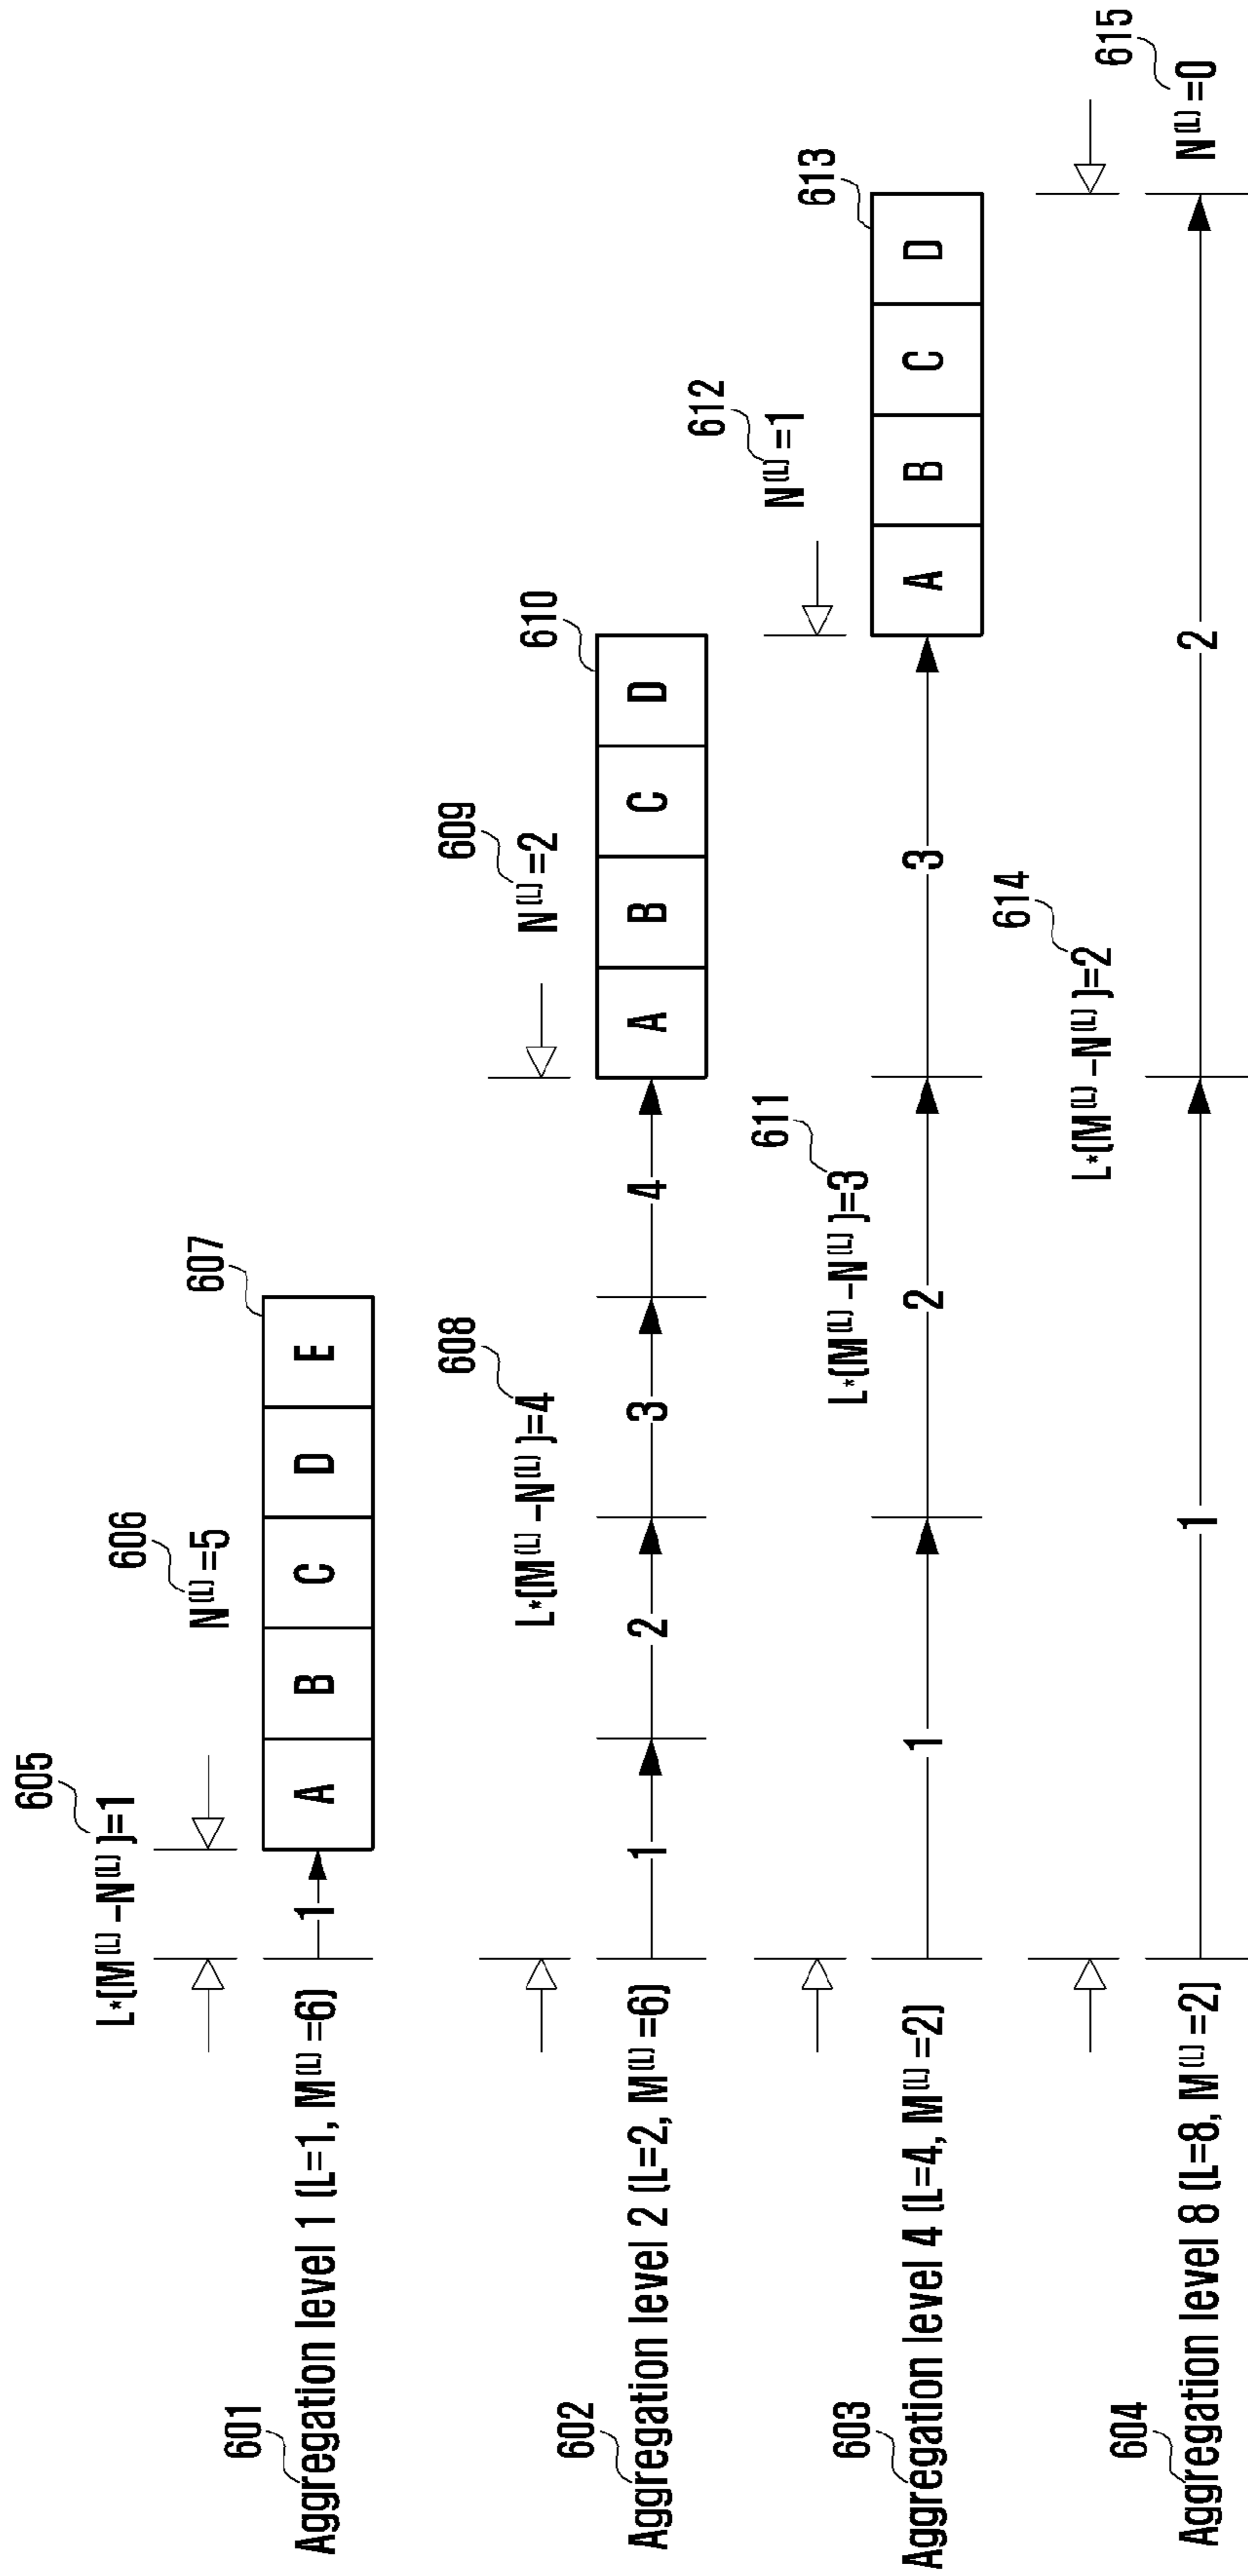 605
L*(M(L) –N(L) )=1
606
N(L) =5
607
601
Aggregation level 1 (L=1, M(L) =6)
1
A B C D E
608
L*(M(L) –N(L) )=4
609
N(L) =2
610
602
Aggregation level 2 (L=2, M(L) =6)
1 2 3 4
A B C D
611
L*(M(L) –N(L) )=3
612
N(L) =1
613
603
Aggregation level 4 (L=4, M(L) =2)
1 2 3
A B C D
614
L*(M(L) –N(L) )=2
615
N(L) =0
604
Aggregation level 8 (L=8, M(L) =2)
1 2